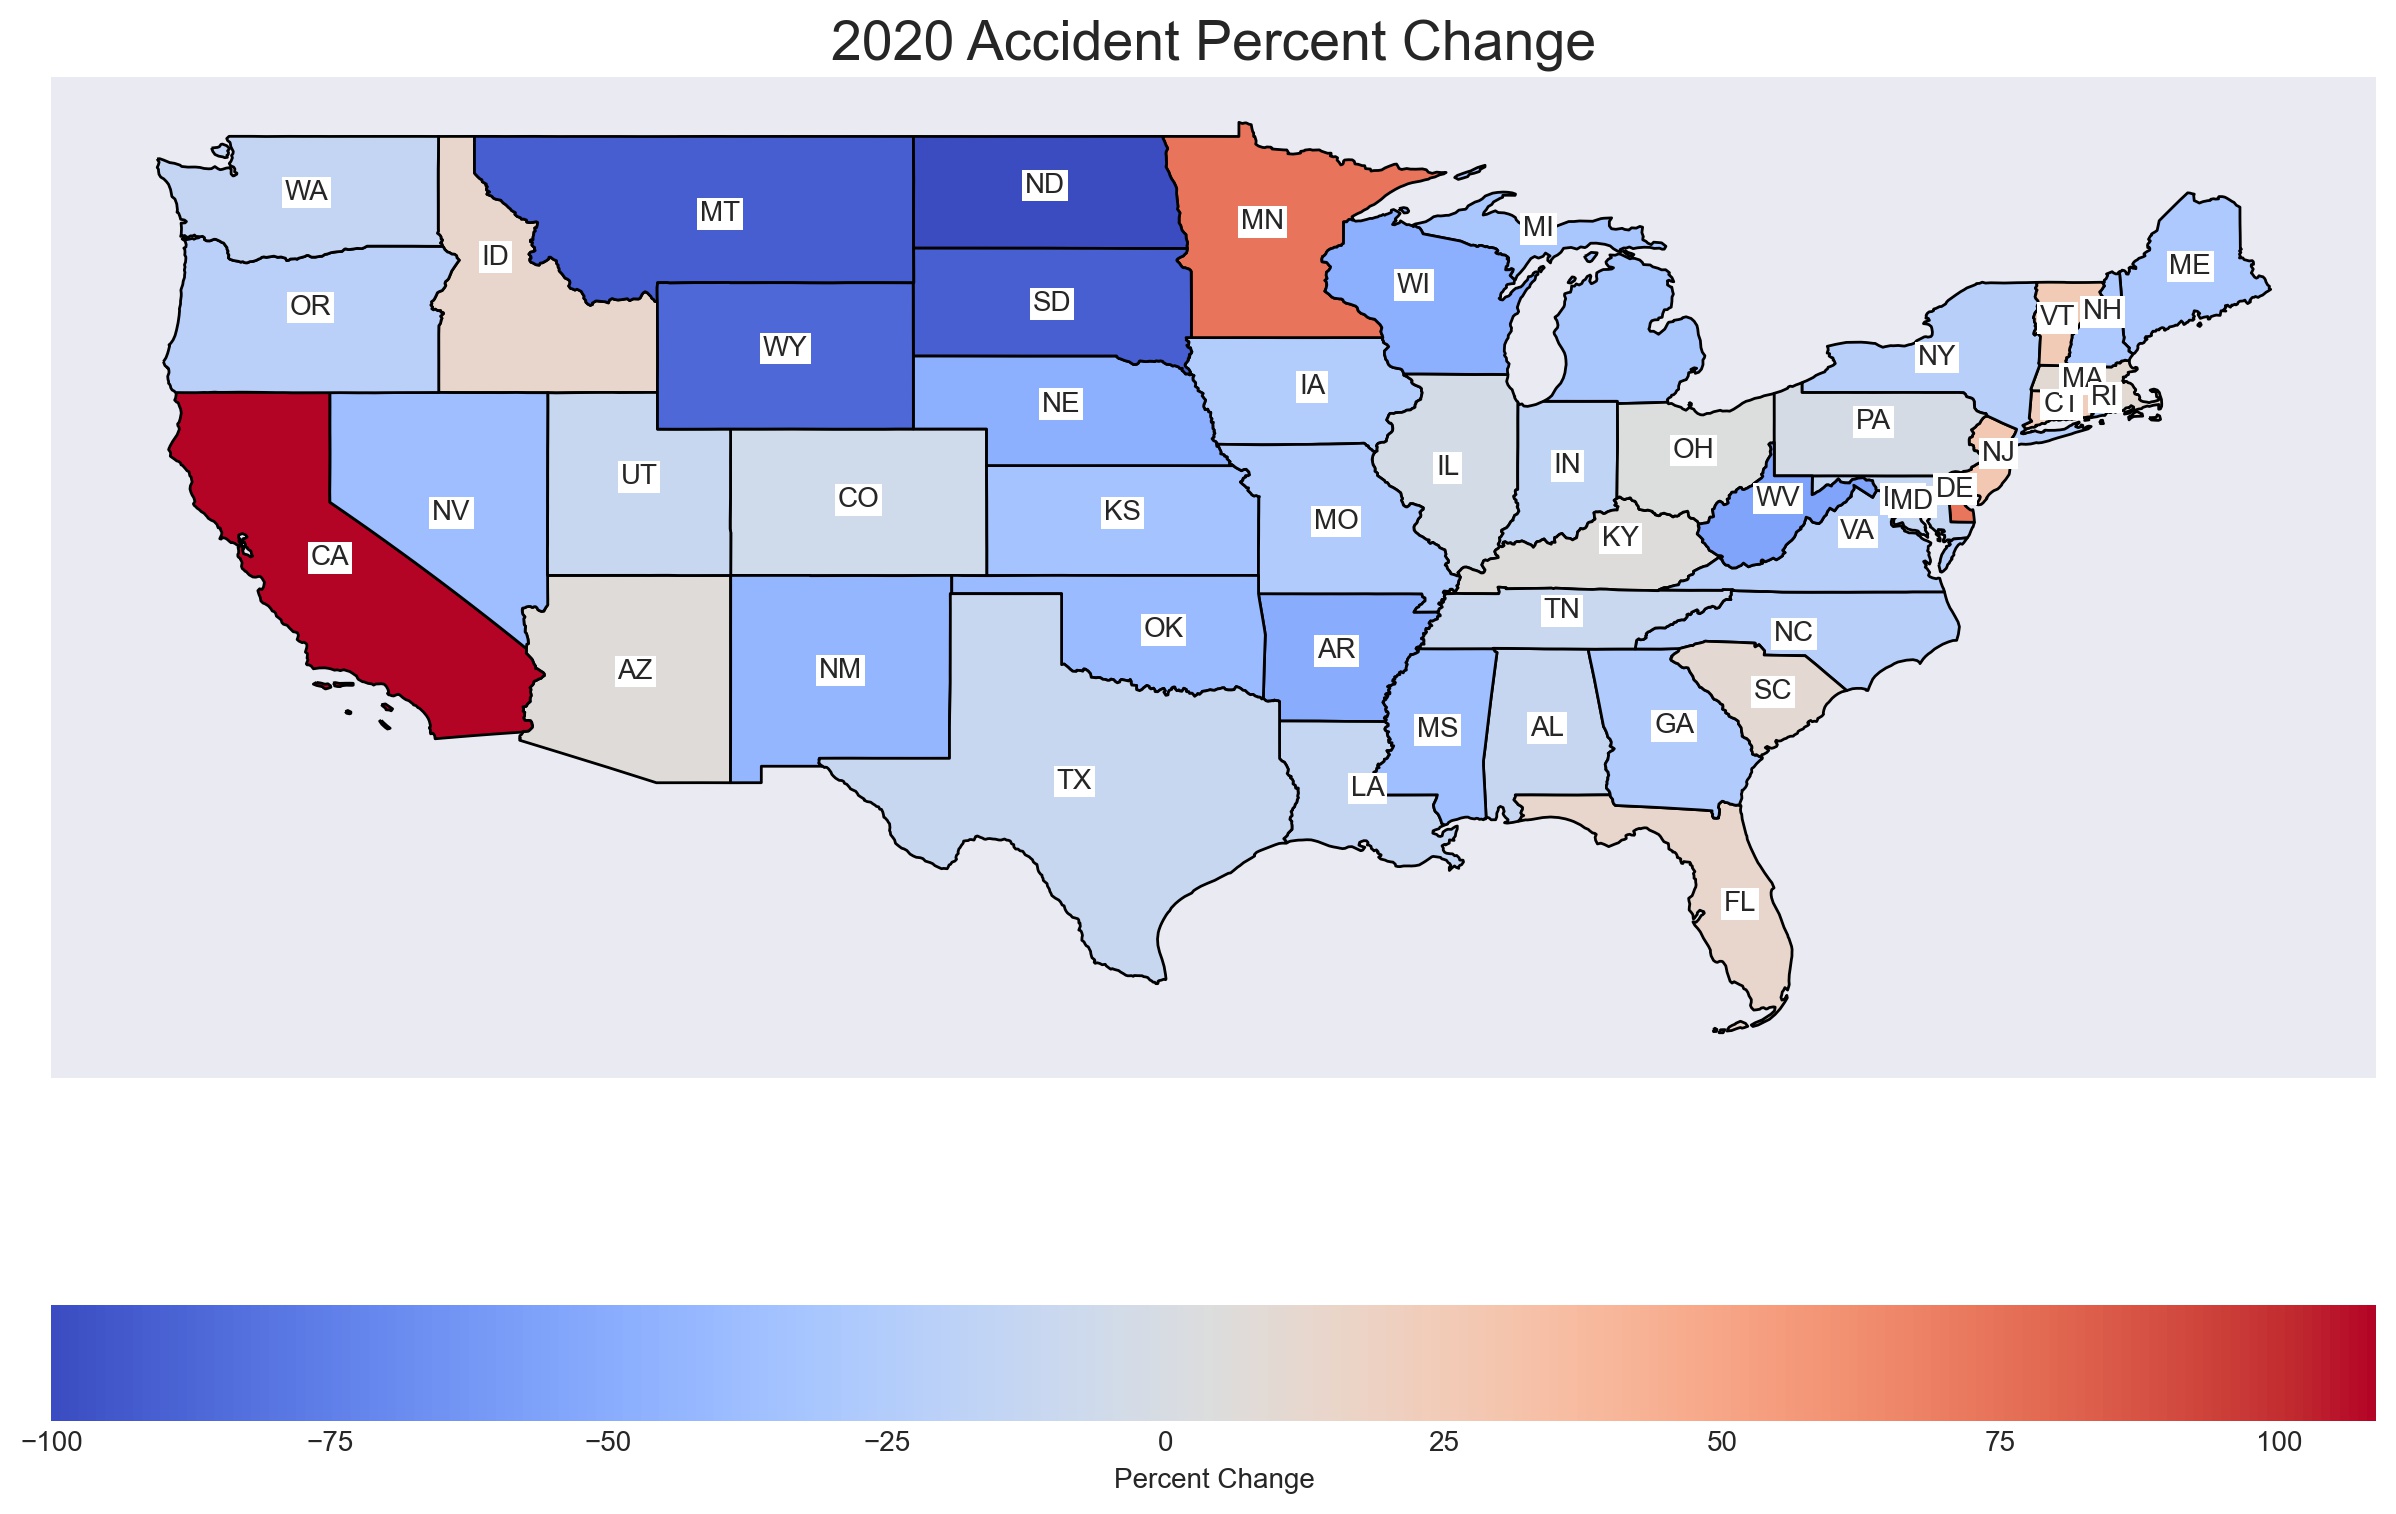 2020 Accident Percent Change
WA
MT
ND
MN
MI
ID
OR
SD
WI
ME
VT
NH
WY
NY
IA
MA
NE
CT
RI
PA
UT
CO
IL
IN
OH
NJ
NV
KS
MO
WV
MD
DE
VA
CA
KY
TN
AZ
NM
OK
AR
NC
SC
MS
AL
GA
TX
LA
FL
−100
−75
−50
−25
0
25
50
75
100
Percent Change